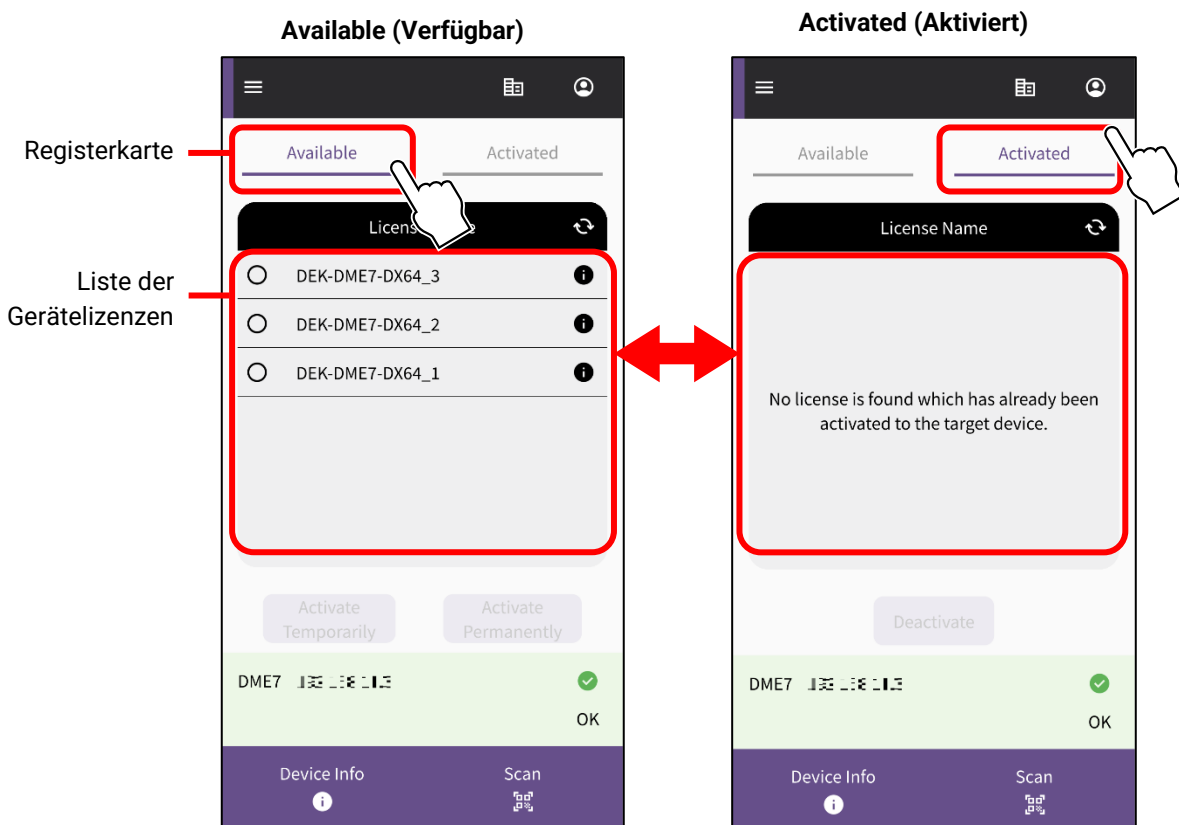 Available (Verfügbar)
Available
Activated
Registerkarte
Licens
DEK-DME7-DX64_3
DEK-DME7-DX64_2
DEK-DME7-DX64_1
Liste der
Gerätelizenzen
Activate
Temporarily
Activate
Permanently
DME7
OK
Device Info
Scan
Activated (Aktiviert)
Available
Activated
License Name
No license is found which has already been
activated to the target device.
Deactivate
DME7
OK
Device Info
Scan